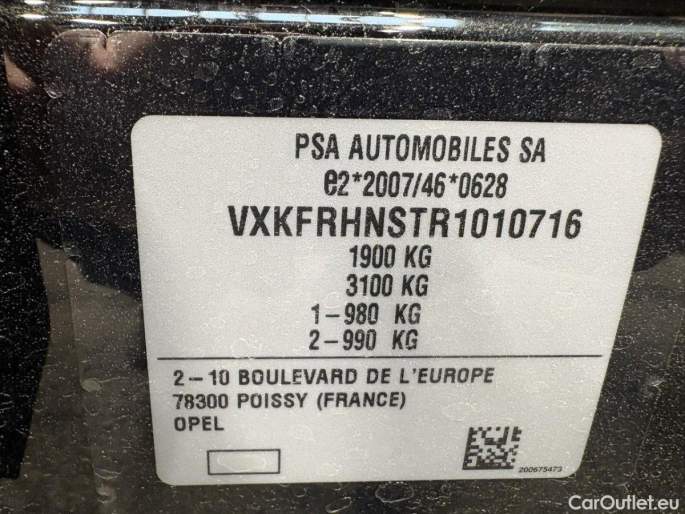 PSA AUTOMOBILES SA
e2*2007/46*0628
VXKFRHNSTR1010716
1900 KG
3100 KG
1-980 KG
2-990 KG
2-10 BOULEVARD DE L'EUROPE
78300 POISSY (FRANCE)
OPEL
200675473
CarOutlet.eu